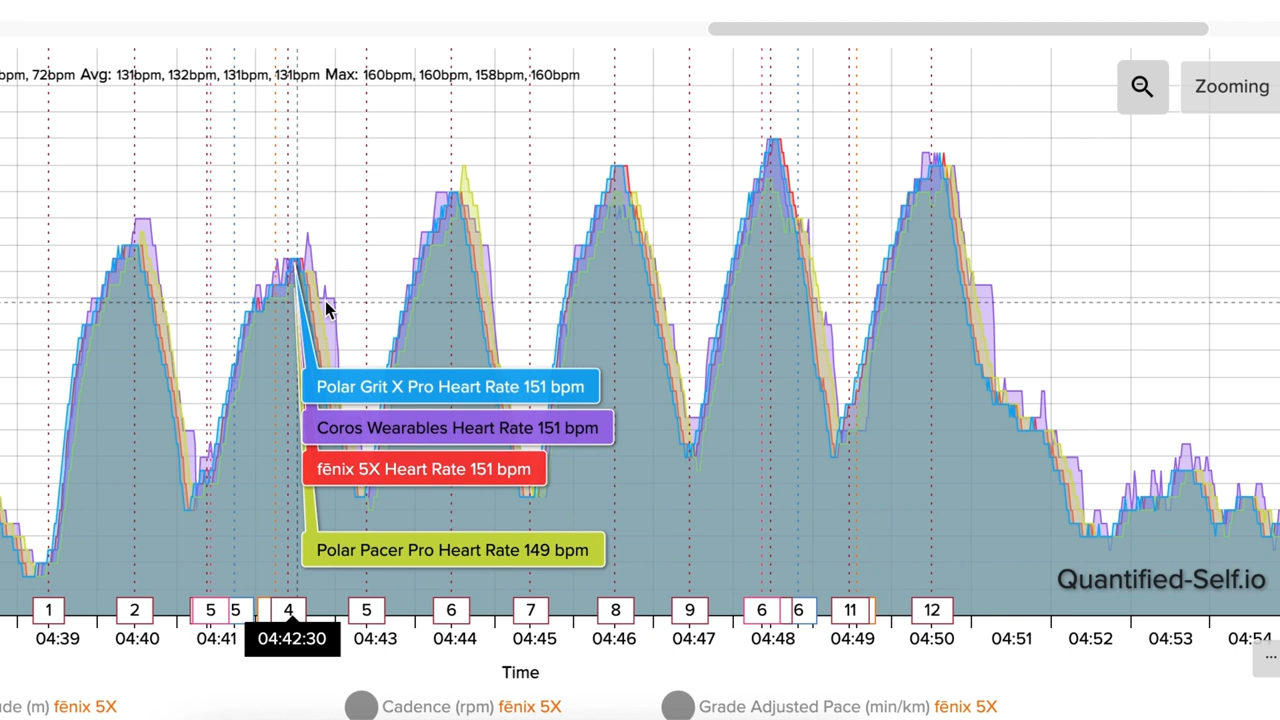 bpm, 72bpm Avg: 131bpm, 132bpm, 131bpm, 131bpm Max: 160bpm, 160bpm, 158bpm, 160bpm
Zooming
Polar Grit X Pro Heart Rate 151 bpm
Coros Wearables Heart Rate 151 bpm
fēnix 5X Heart Rate 151 bpm
Polar Pacer Pro Heart Rate 149 bpm
Quantified-Self.io
1 2 5 5 4 5 6 7 8 9 6 6 11 12
04:39 04:40 04:41 04:42:30 04:43 04:44 04:45 04:46 04:47 04:48 04:49 04:50 04:51 04:52 04:53 04:54
Time
...
de (m) fēnix 5X Cadence (rpm) fēnix 5X Grade Adjusted Pace (min/km) fēnix 5X